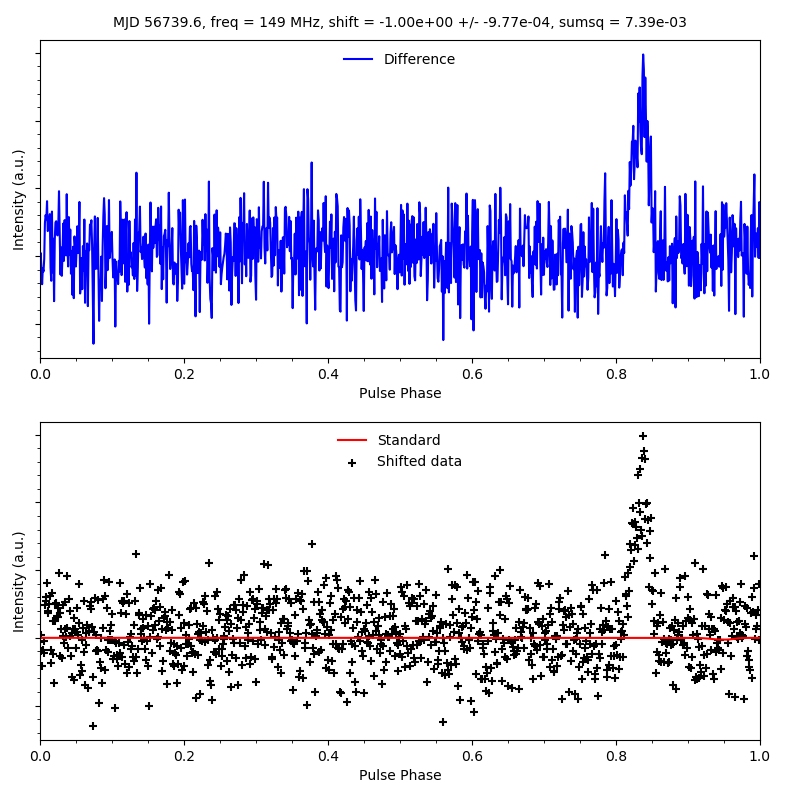 MJD 56739.6, freq = 149 MHz, shift = -1.00e+00 +/- -9.77e-04, sumsq = 7.39e-03
Difference
Intensity (a.u.)
0.0 0.2 0.4 0.6 0.8 1.0
Pulse Phase
Standard
Shifted data
Intensity (a.u.)
0.0 0.2 0.4 0.6 0.8 1.0
Pulse Phase